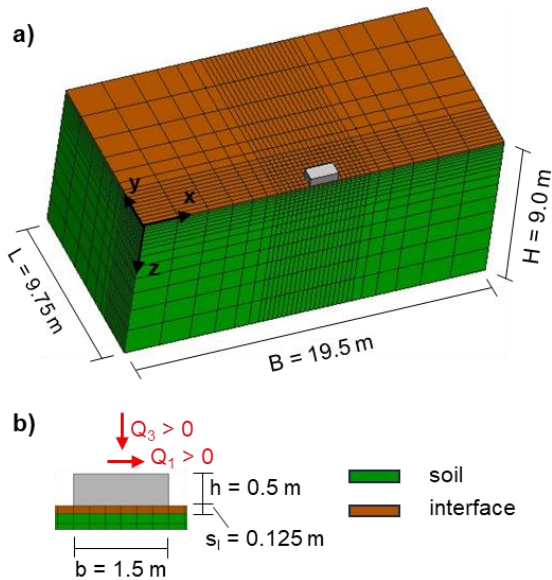 a)
y
x
z
L = 9.75 m
B = 19.5 m
H = 9.0 m
b)
Q3 > 0
Q1 > 0
h = 0.5 m
sI = 0.125 m
b = 1.5 m
soil
interface